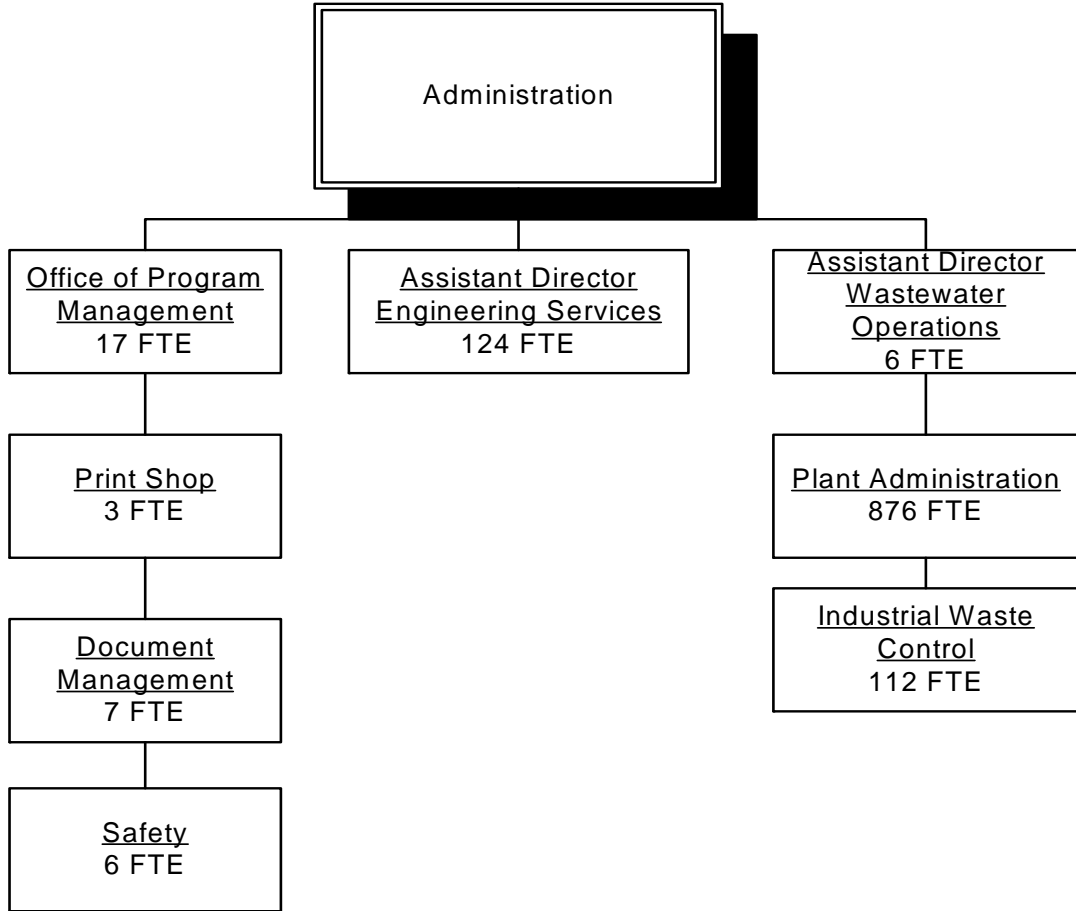 Administration
Office of Program
Management
17 FTE
Assistant Director
Engineering Services
124 FTE
Assistant Director
Wastewater
Operations
6 FTE
Print Shop
3 FTE
Plant Administration
876 FTE
Document
Management
7 FTE
Industrial Waste
Control
112 FTE
Safety
6 FTE